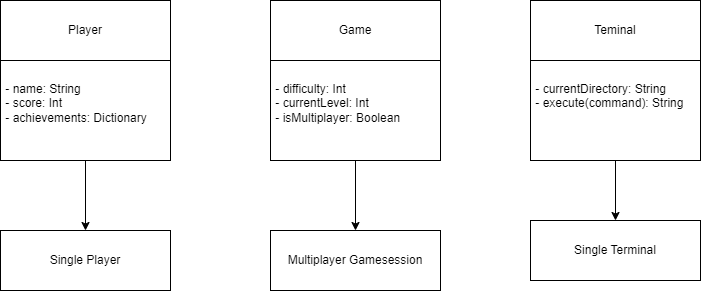 Player
- name: String
- score: Int
- achievements: Dictionary
Single Player
Game
- difficulty: Int
- currentLevel: Int
- isMultiplayer: Boolean
Multiplayer Gamesession
Teminal
- currentDirectory: String
- execute(command): String
Single Terminal